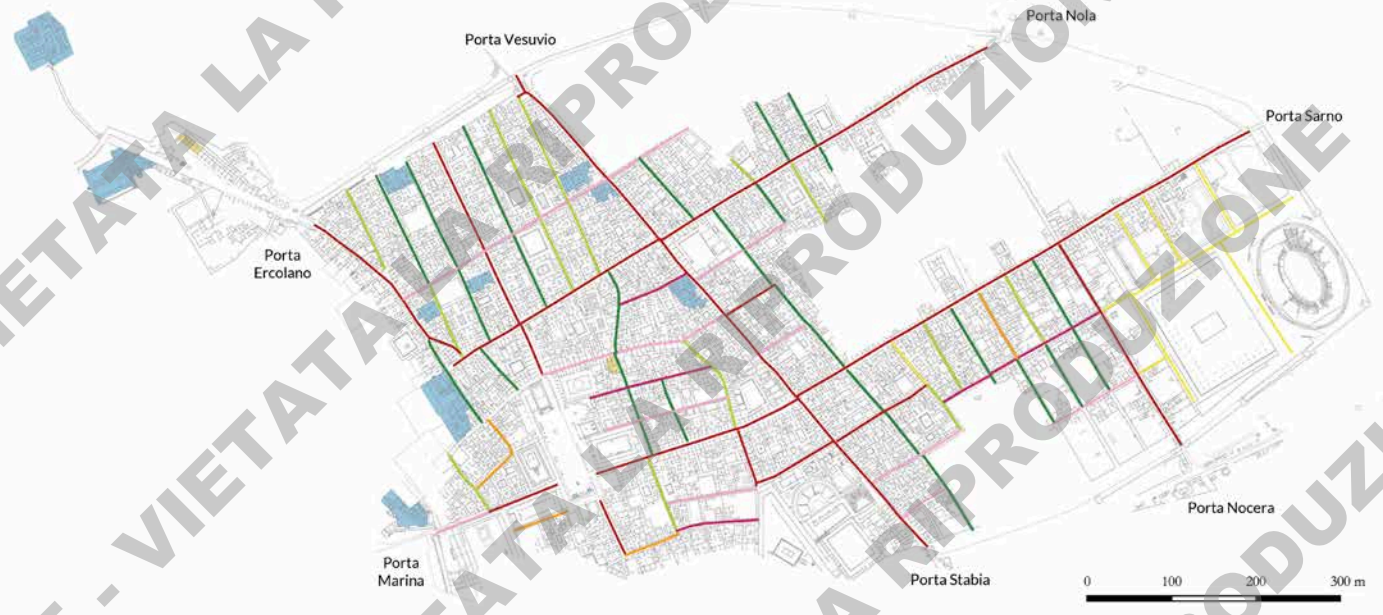 Porta Nola
Porta Vesuvio
Porta Sarno
Porta
Ercolano
Porta Nocera
Porta
Marina
Porta Stabia
0 100 200 300 m
VIETATA LA RIPRODUZIONE - VIETATA LA RIPRODUZIONE
VIETATA LA RIPRODUZIONE